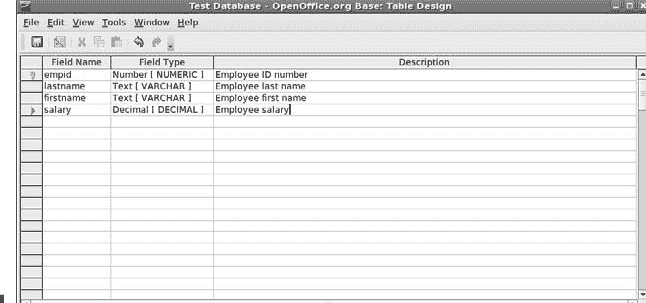 Test Database - OpenOffice.org Base: Table Design
File Edit View Tools Window Help
Field Name Field Type Description
empid Number [ NUMERIC ] Employee ID number
lastname Text [ VARCHAR ] Employee last name
firstname Text [ VARCHAR ] Employee first name
salary Decimal [ DECIMAL ] Employee salary